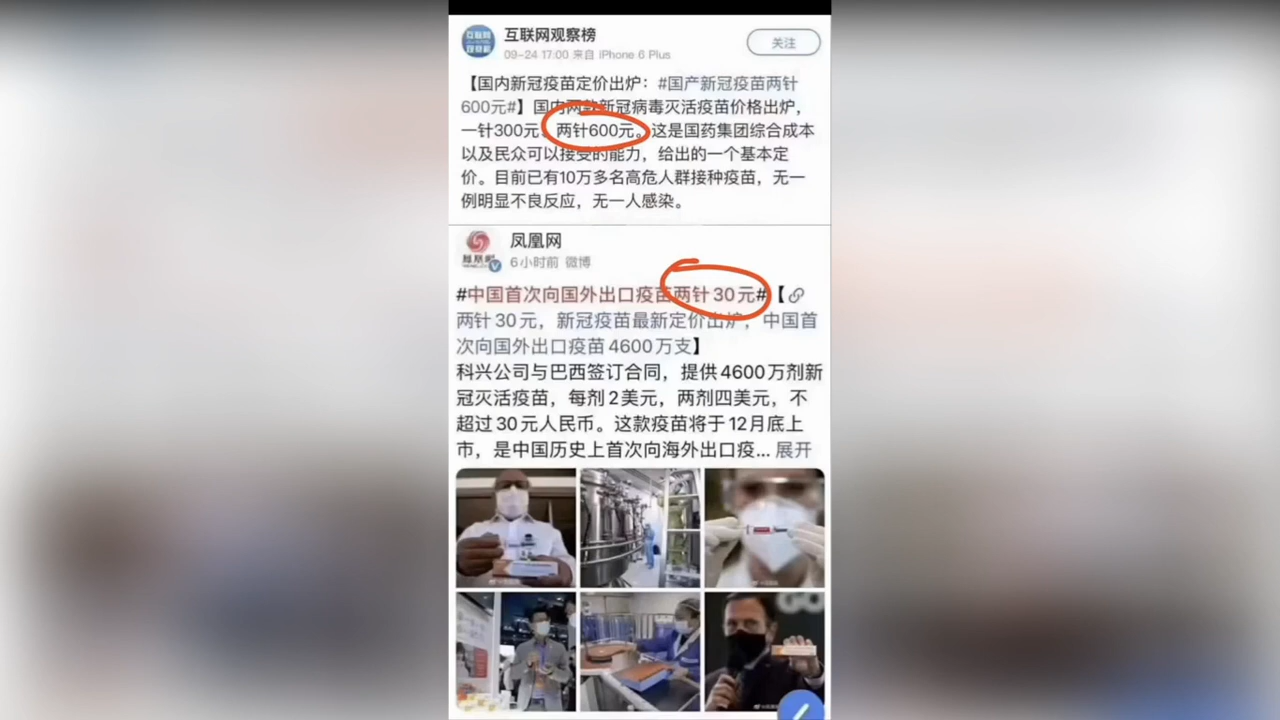 互联网观察榜
09-24 17:00 来自 iPhone 6 Plus
关注
【国内新冠疫苗定价出炉：#国产新冠疫苗两针
600元#】国内两款新冠病毒灭活疫苗价格出炉，
一针300元、两针600元。这是国药集团综合成本
以及民众可以接受的能力，给出的一个基本定
价。目前已有10万多名高危人群接种疫苗，无一
例明显不良反应，无一人感染。
凤凰网
6小时前 微博
#中国首次向国外出口疫苗两针30元#【
两针30元，新冠疫苗最新定价出炉，中国首
次向国外出口疫苗4600万支】
科兴公司与巴西签订合同，提供4600万剂新
冠灭活疫苗，每剂2美元，两剂四美元，不
超过30元人民币。这款疫苗将于12月底上
市，是中国历史上首次向海外出口疫... 展开